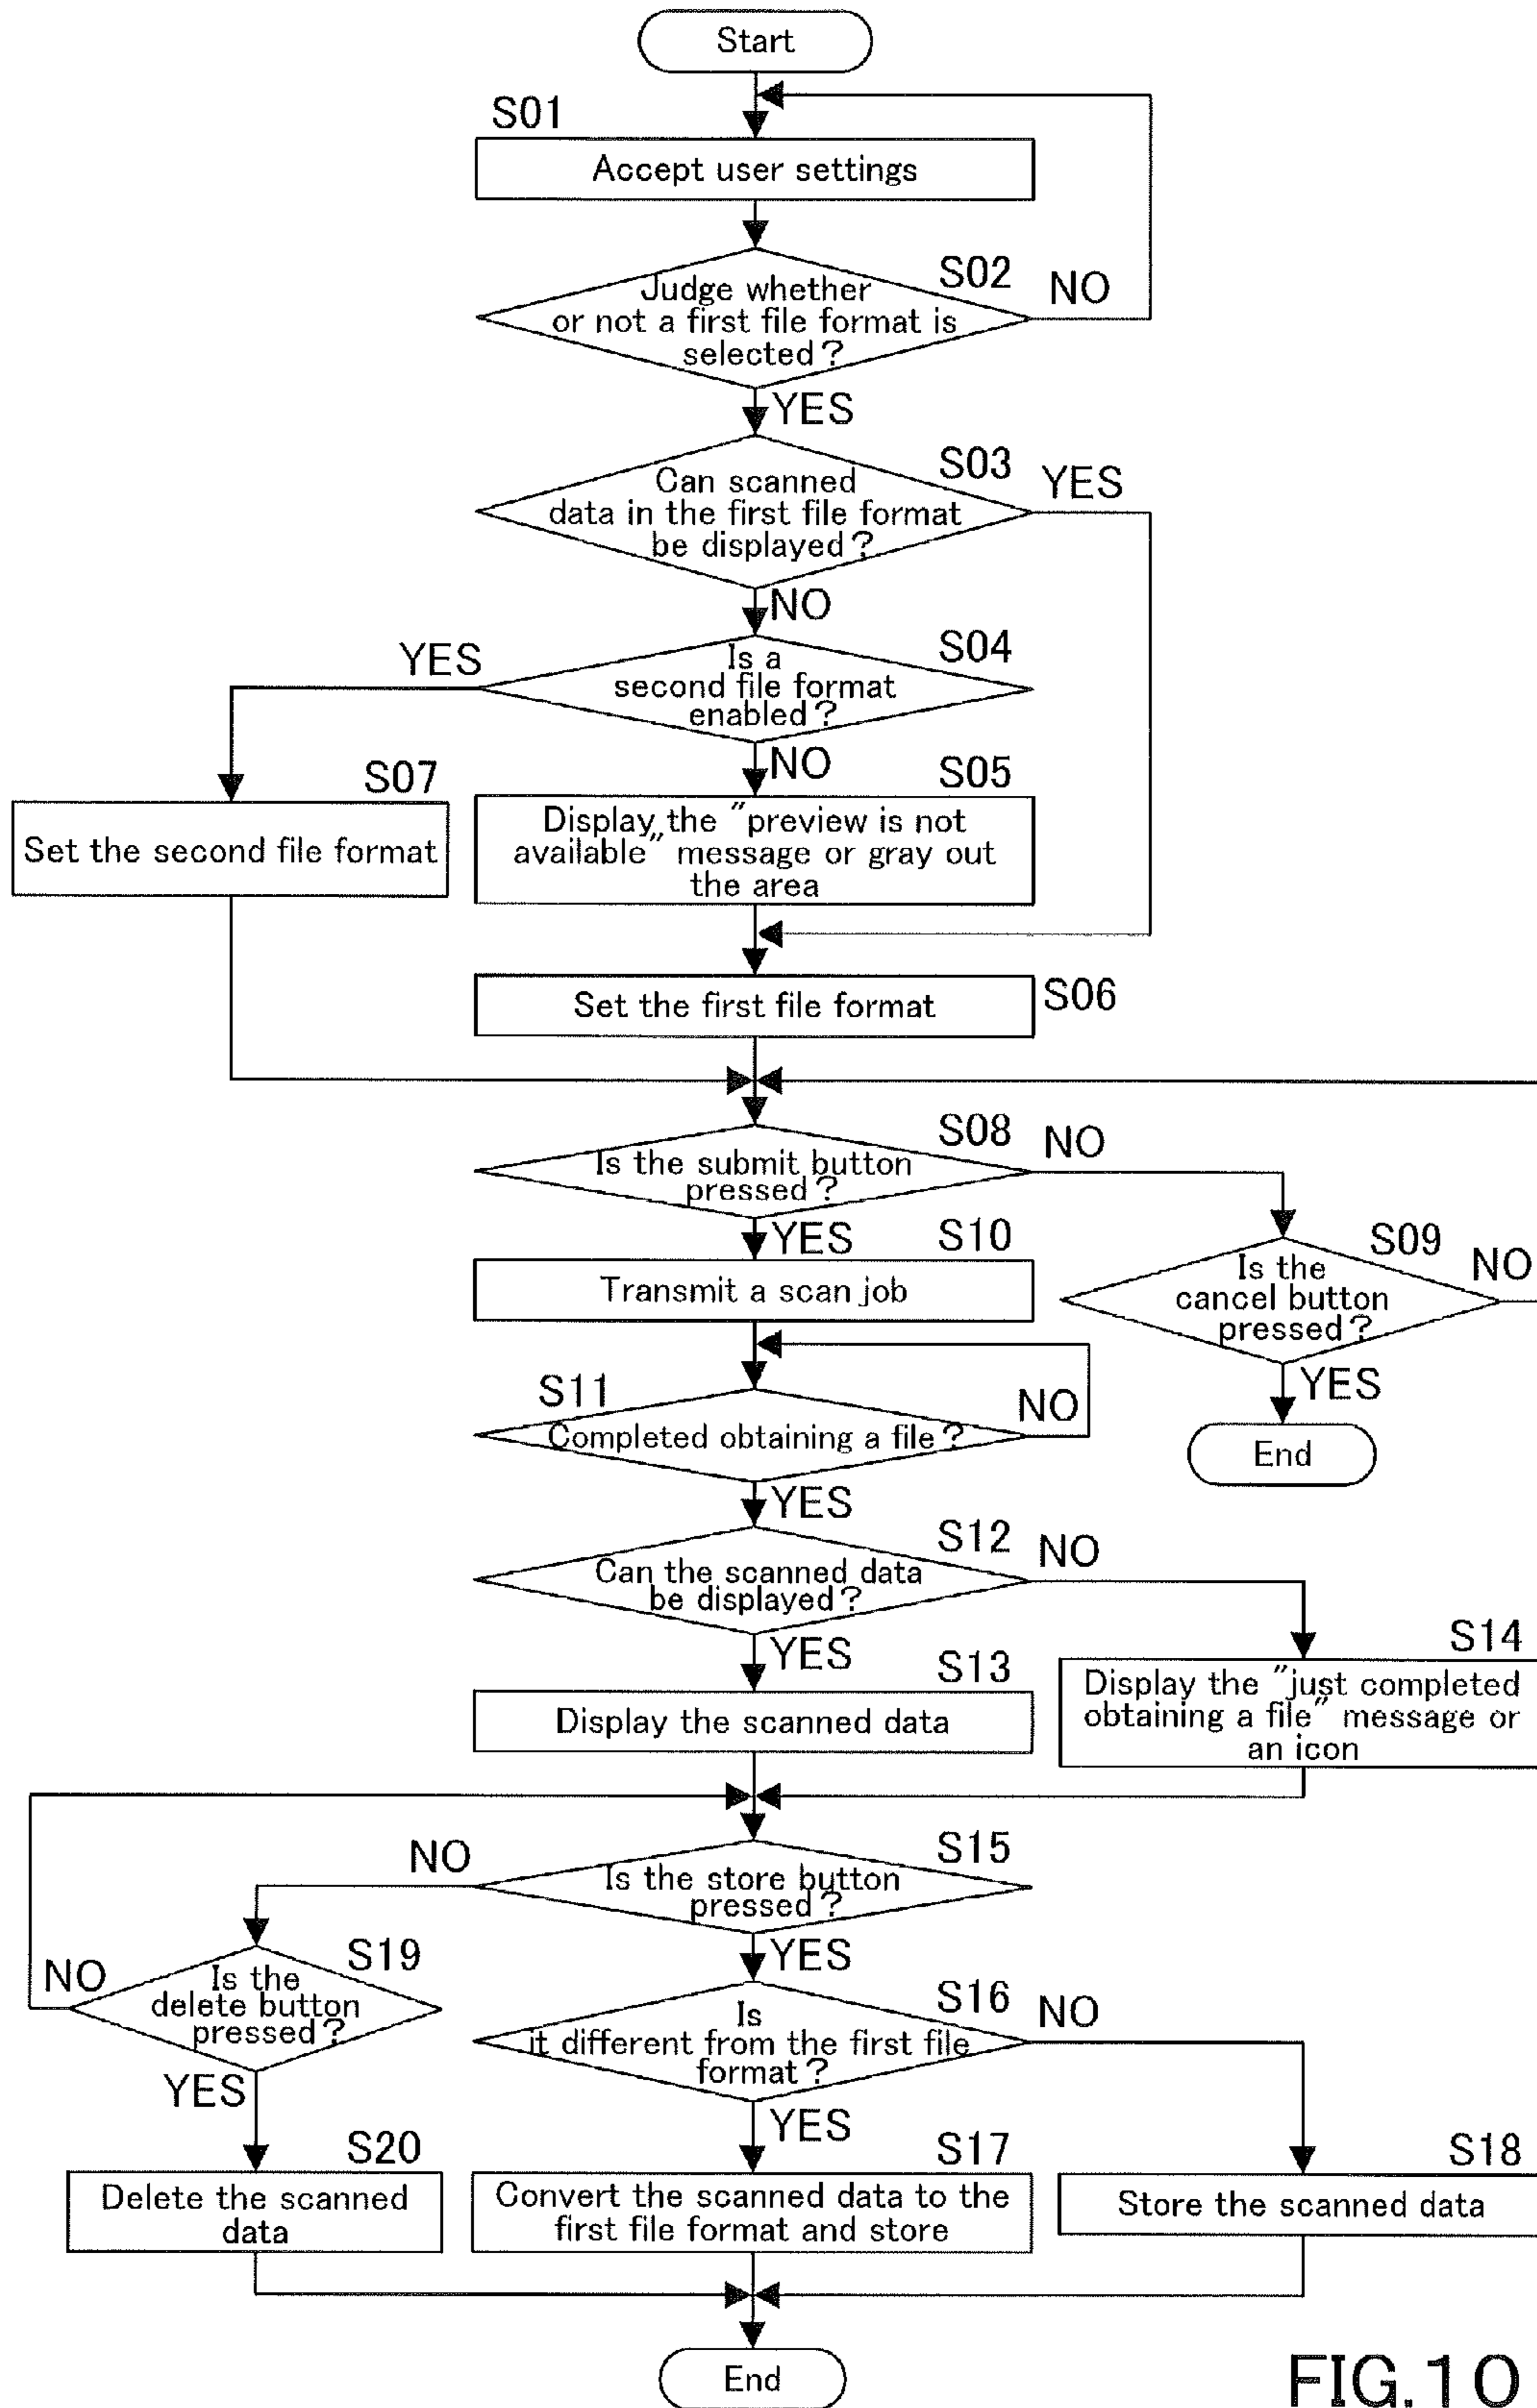 Start
S01
Accept user settings
S02
NO
Judge whether
or not a first file format is
selected?
YES
S03
YES
Can scanned
data in the first file format
be displayed?
NO
YES
S04
Is a
second file format
enabled?
NO
S07
S05
Set the second file format
Display the "preview is not
available" message or gray out
the area
Set the first file format
S06
S08
NO
Is the submit button
pressed?
YES
S10
Transmit a scan job
S09
NO
Is the
cancel button
pressed?
YES
End
S11
NO
Completed obtaining a file?
YES
S12
NO
Can the scanned data
be displayed?
YES
S13
Display the scanned data
S14
Display the "just completed
obtaining a file" message or
an icon
NO
S15
Is the store button
pressed?
YES
NO
S19
Is the
delete button
pressed?
YES
S16
NO
Is
it different from the first file
format?
YES
S20
Delete the scanned
data
S17
Convert the scanned data to the
first file format and store
S18
Store the scanned data
End
FIG.10